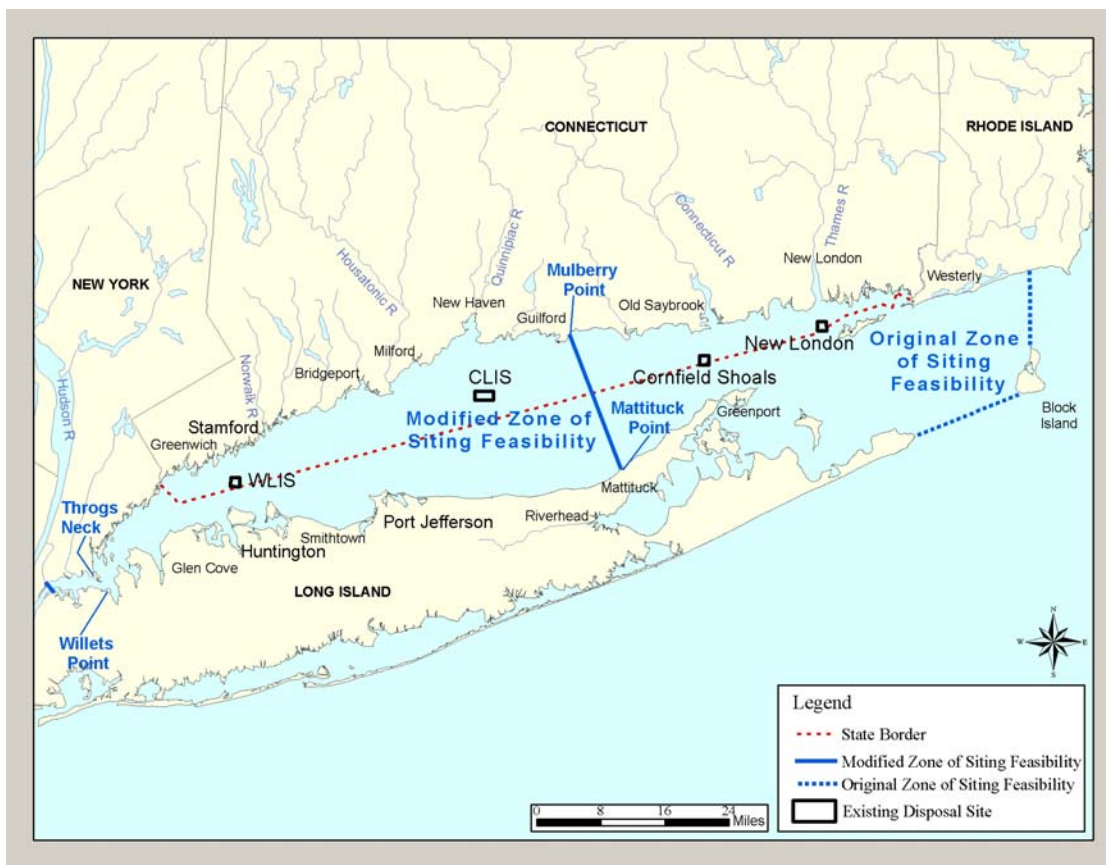 CONNECTICUT
RHODE ISLAND
NEW YORK
Hudson R
Housatonic R
Quinnipiac R
Connecticut R
Thames R
Norwalk R
New London
Westerly
Mulberry
Point
Old Saybrook
New Haven
Guilford
Milford
Bridgeport
Stamford
Greenwich
New London
Original Zone
of Siting
Feasibility
Cornfield Shoals
CLIS
Modified Zone of
Siting Feasibility
Mattituck
Point
Greenport
Block
Island
WLIS
Mattituck
Throgs
Neck
Port Jefferson
Riverhead
Smithtown
Huntington
Glen Cove
LONG ISLAND
Willets
Point
N
W
E
S
Legend
State Border
Modified Zone of Siting Feasibility
Original Zone of Siting Feasibility
Existing Disposal Site
0 8 16 24
Miles